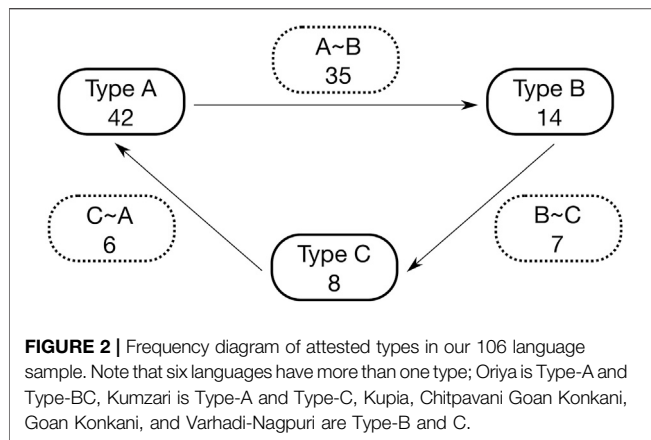 A~B
35
Type A
42
Type B
14
C~A
6
B~C
7
Type C
8
FIGURE 2 | Frequency diagram of attested types in our 106 language
sample. Note that six languages have more than one type; Oriya is Type-A and
Type-BC, Kumzari is Type-A and Type-C, Kupia, Chitpavani Goan Konkani,
Goan Konkani, and Varhadi-Nagpuri are Type-B and C.